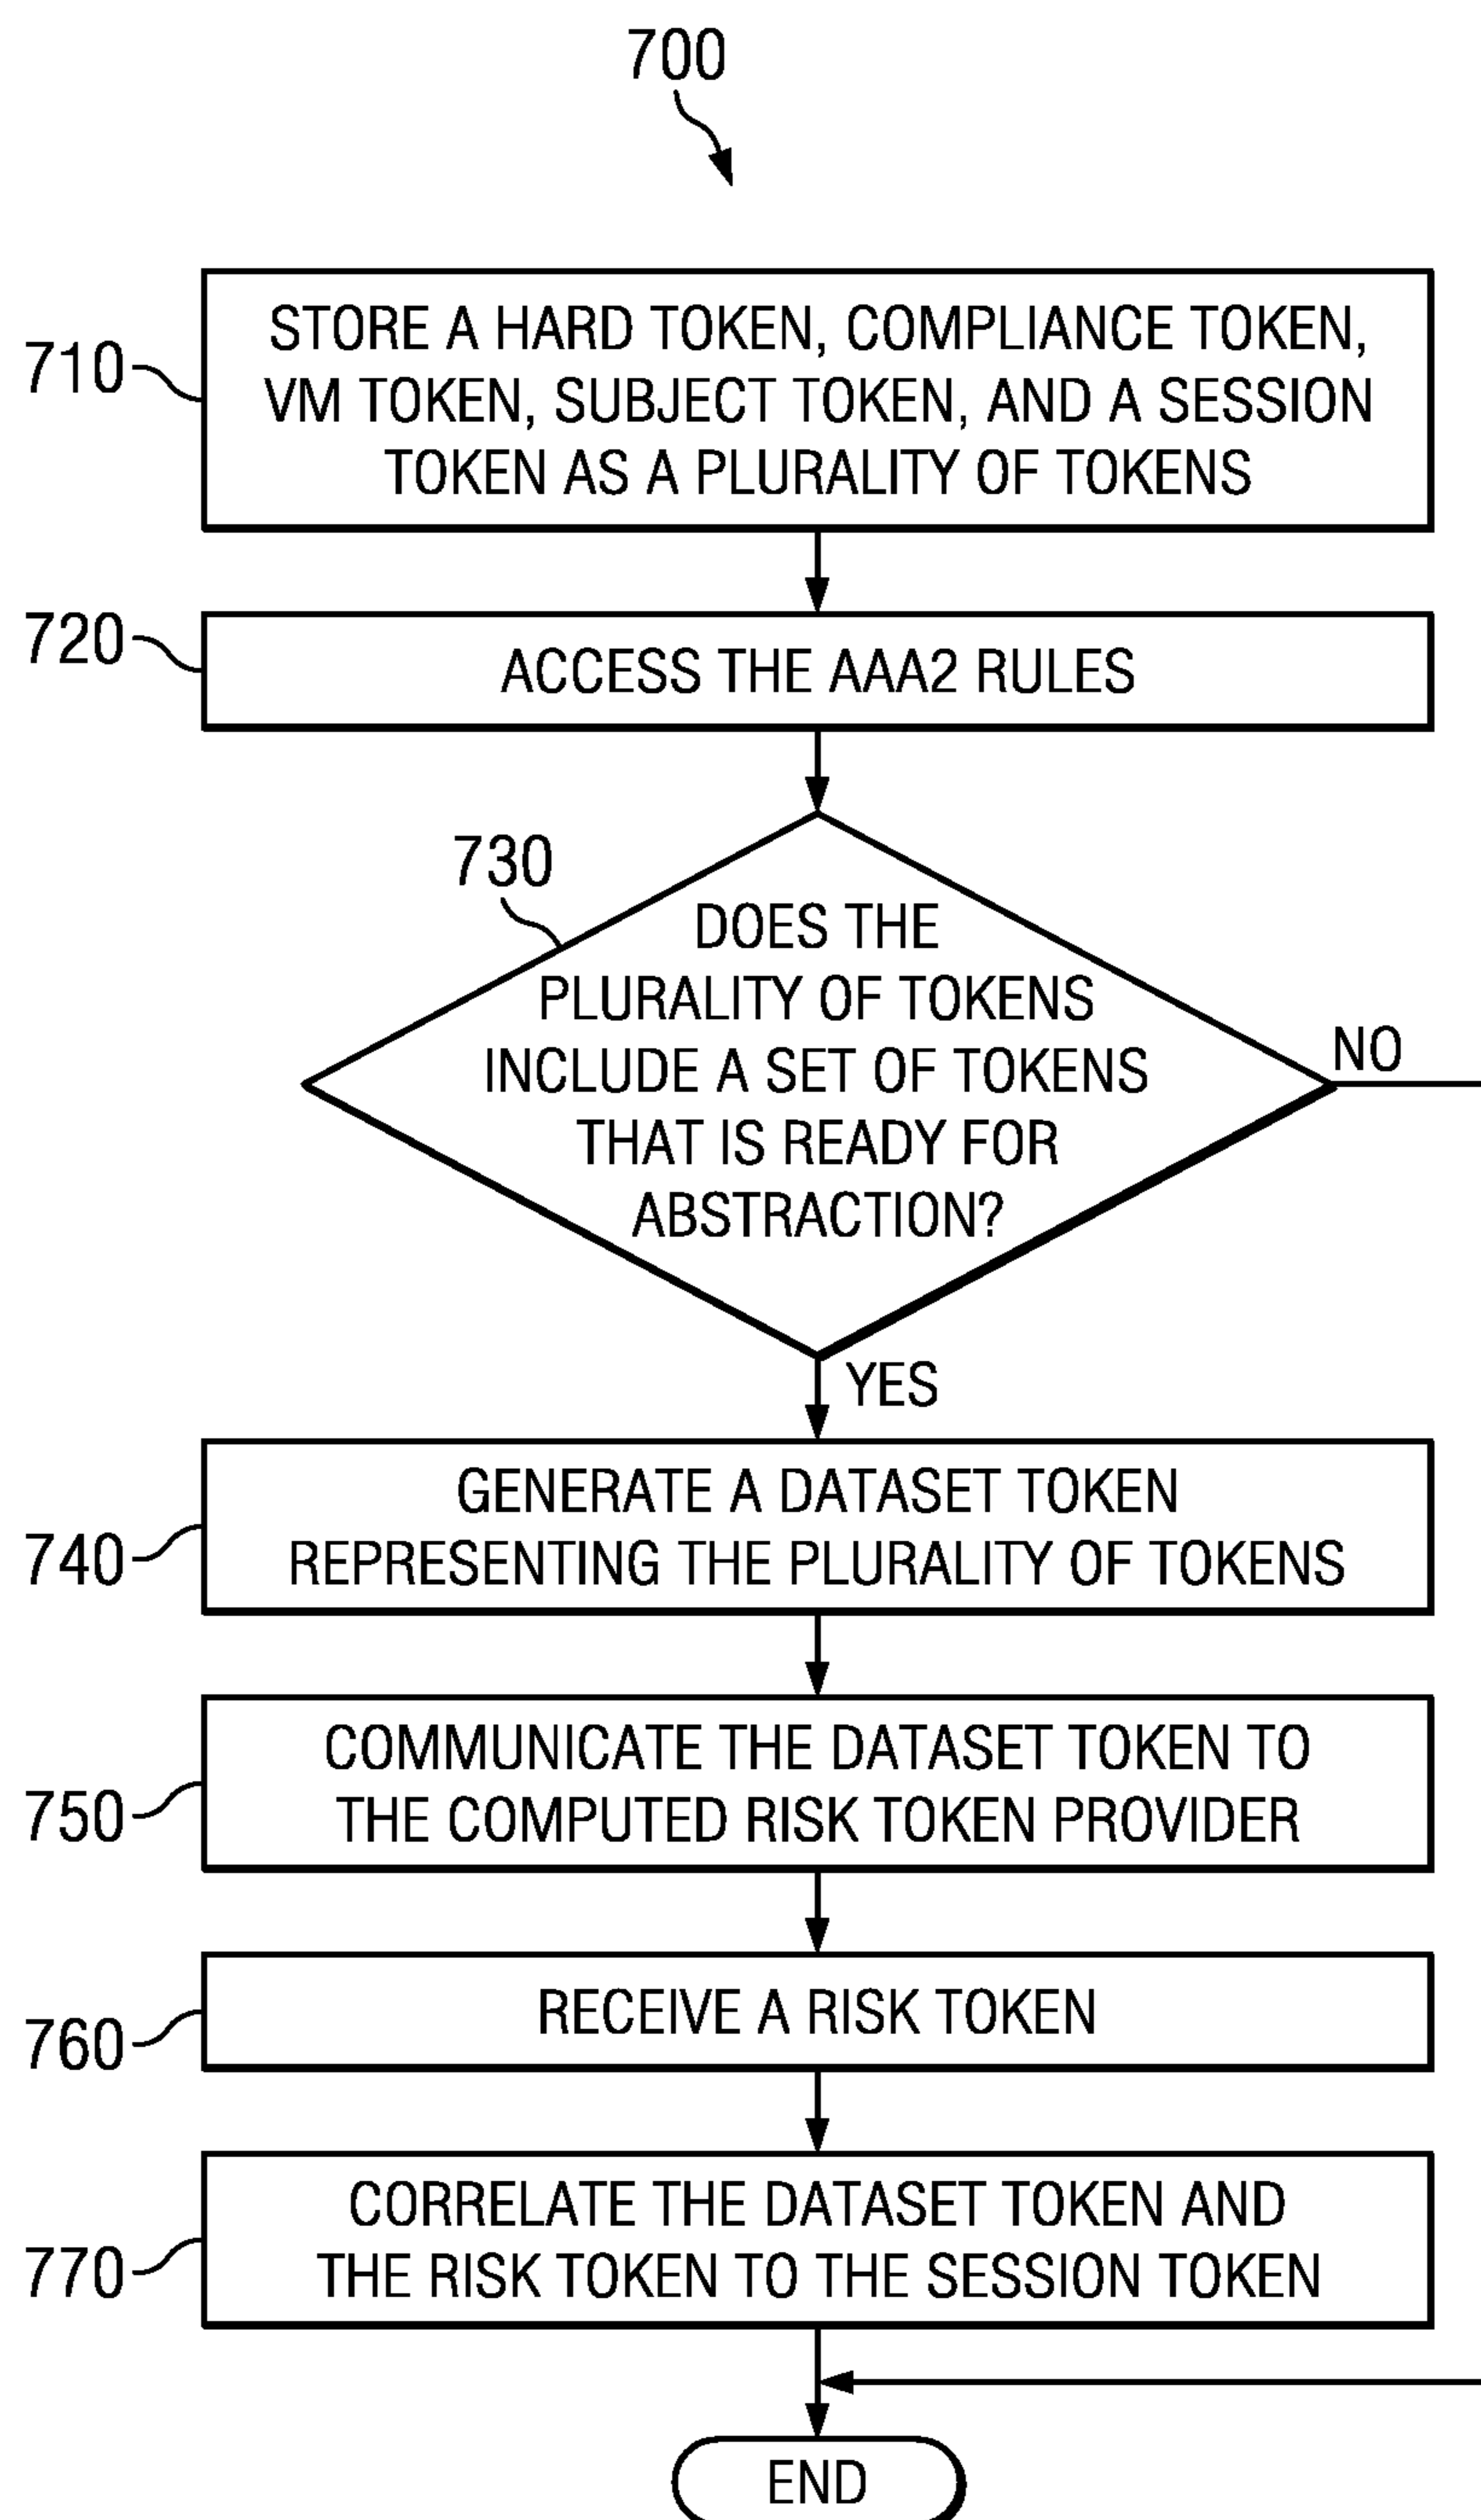 700
710
STORE A HARD TOKEN, COMPLIANCE TOKEN,
VM TOKEN, SUBJECT TOKEN, AND A SESSION
TOKEN AS A PLURALITY OF TOKENS
720
ACCESS THE AAA2 RULES
730
DOES THE
PLURALITY OF TOKENS
INCLUDE A SET OF TOKENS
THAT IS READY FOR
ABSTRACTION?
NO
YES
740
GENERATE A DATASET TOKEN
REPRESENTING THE PLURALITY OF TOKENS
750
COMMUNICATE THE DATASET TOKEN TO
THE COMPUTED RISK TOKEN PROVIDER
760
RECEIVE A RISK TOKEN
770
CORRELATE THE DATASET TOKEN AND
THE RISK TOKEN TO THE SESSION TOKEN
END